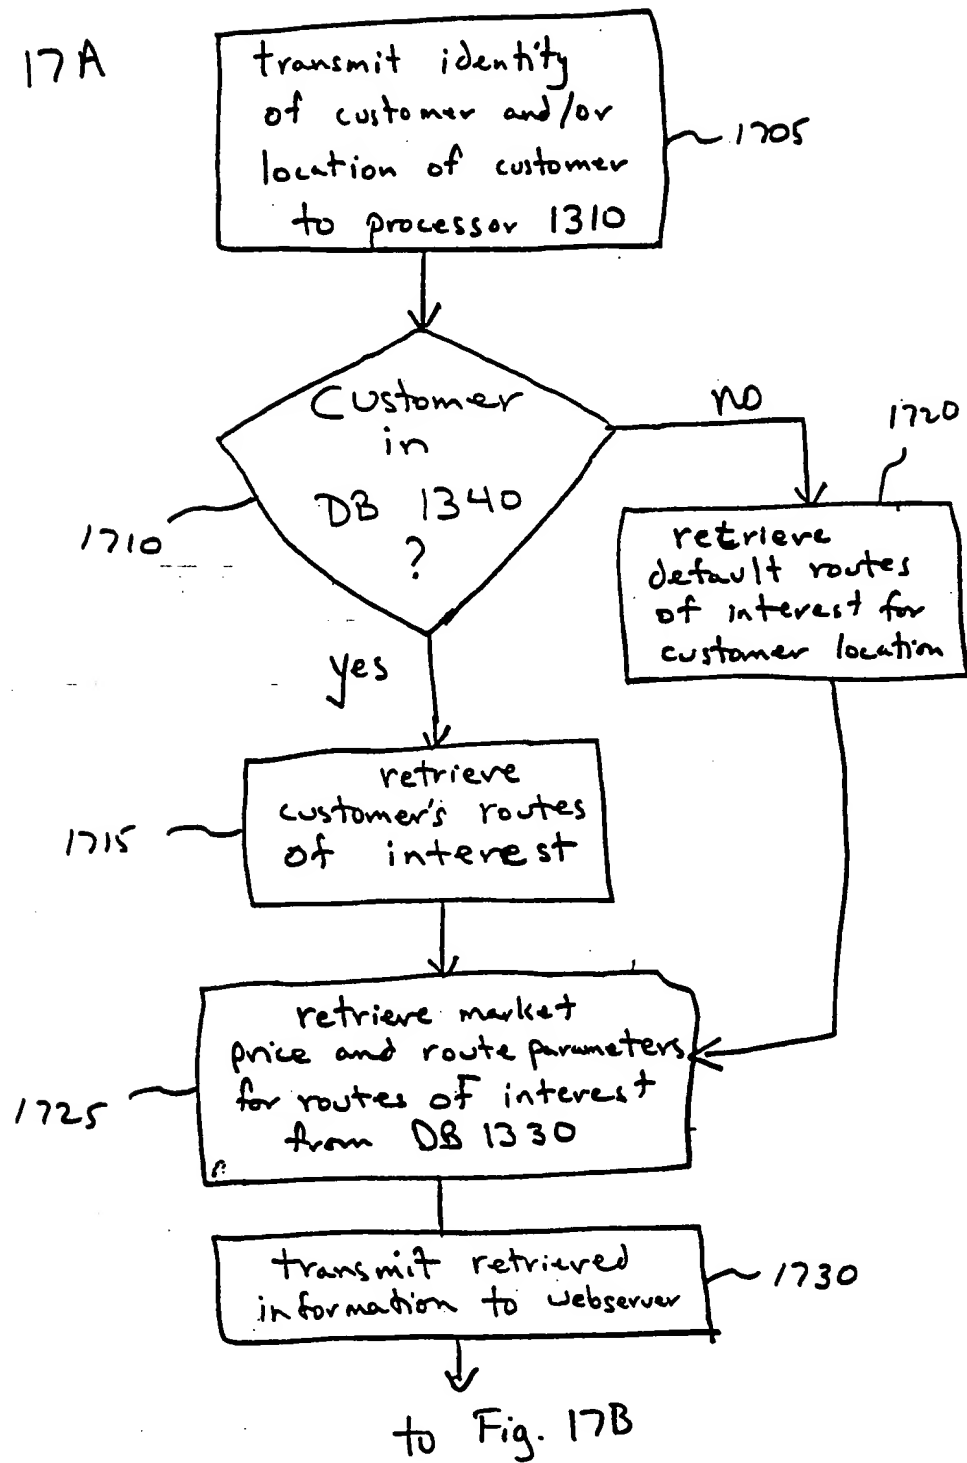 17A
transmit identity
of customer and/or
location of customer
to processor 1310
1705
Customer
in
DB 1340
?
1710
no
1720
retrieve
default routes
of interest for
customer location
yes
retrieve
customer's routes
of interest
1715
retrieve market
price and route parameters
for routes of interest
from DB 1330
1725
transmit retrieved
information to webserver
1730
to Fig. 17B